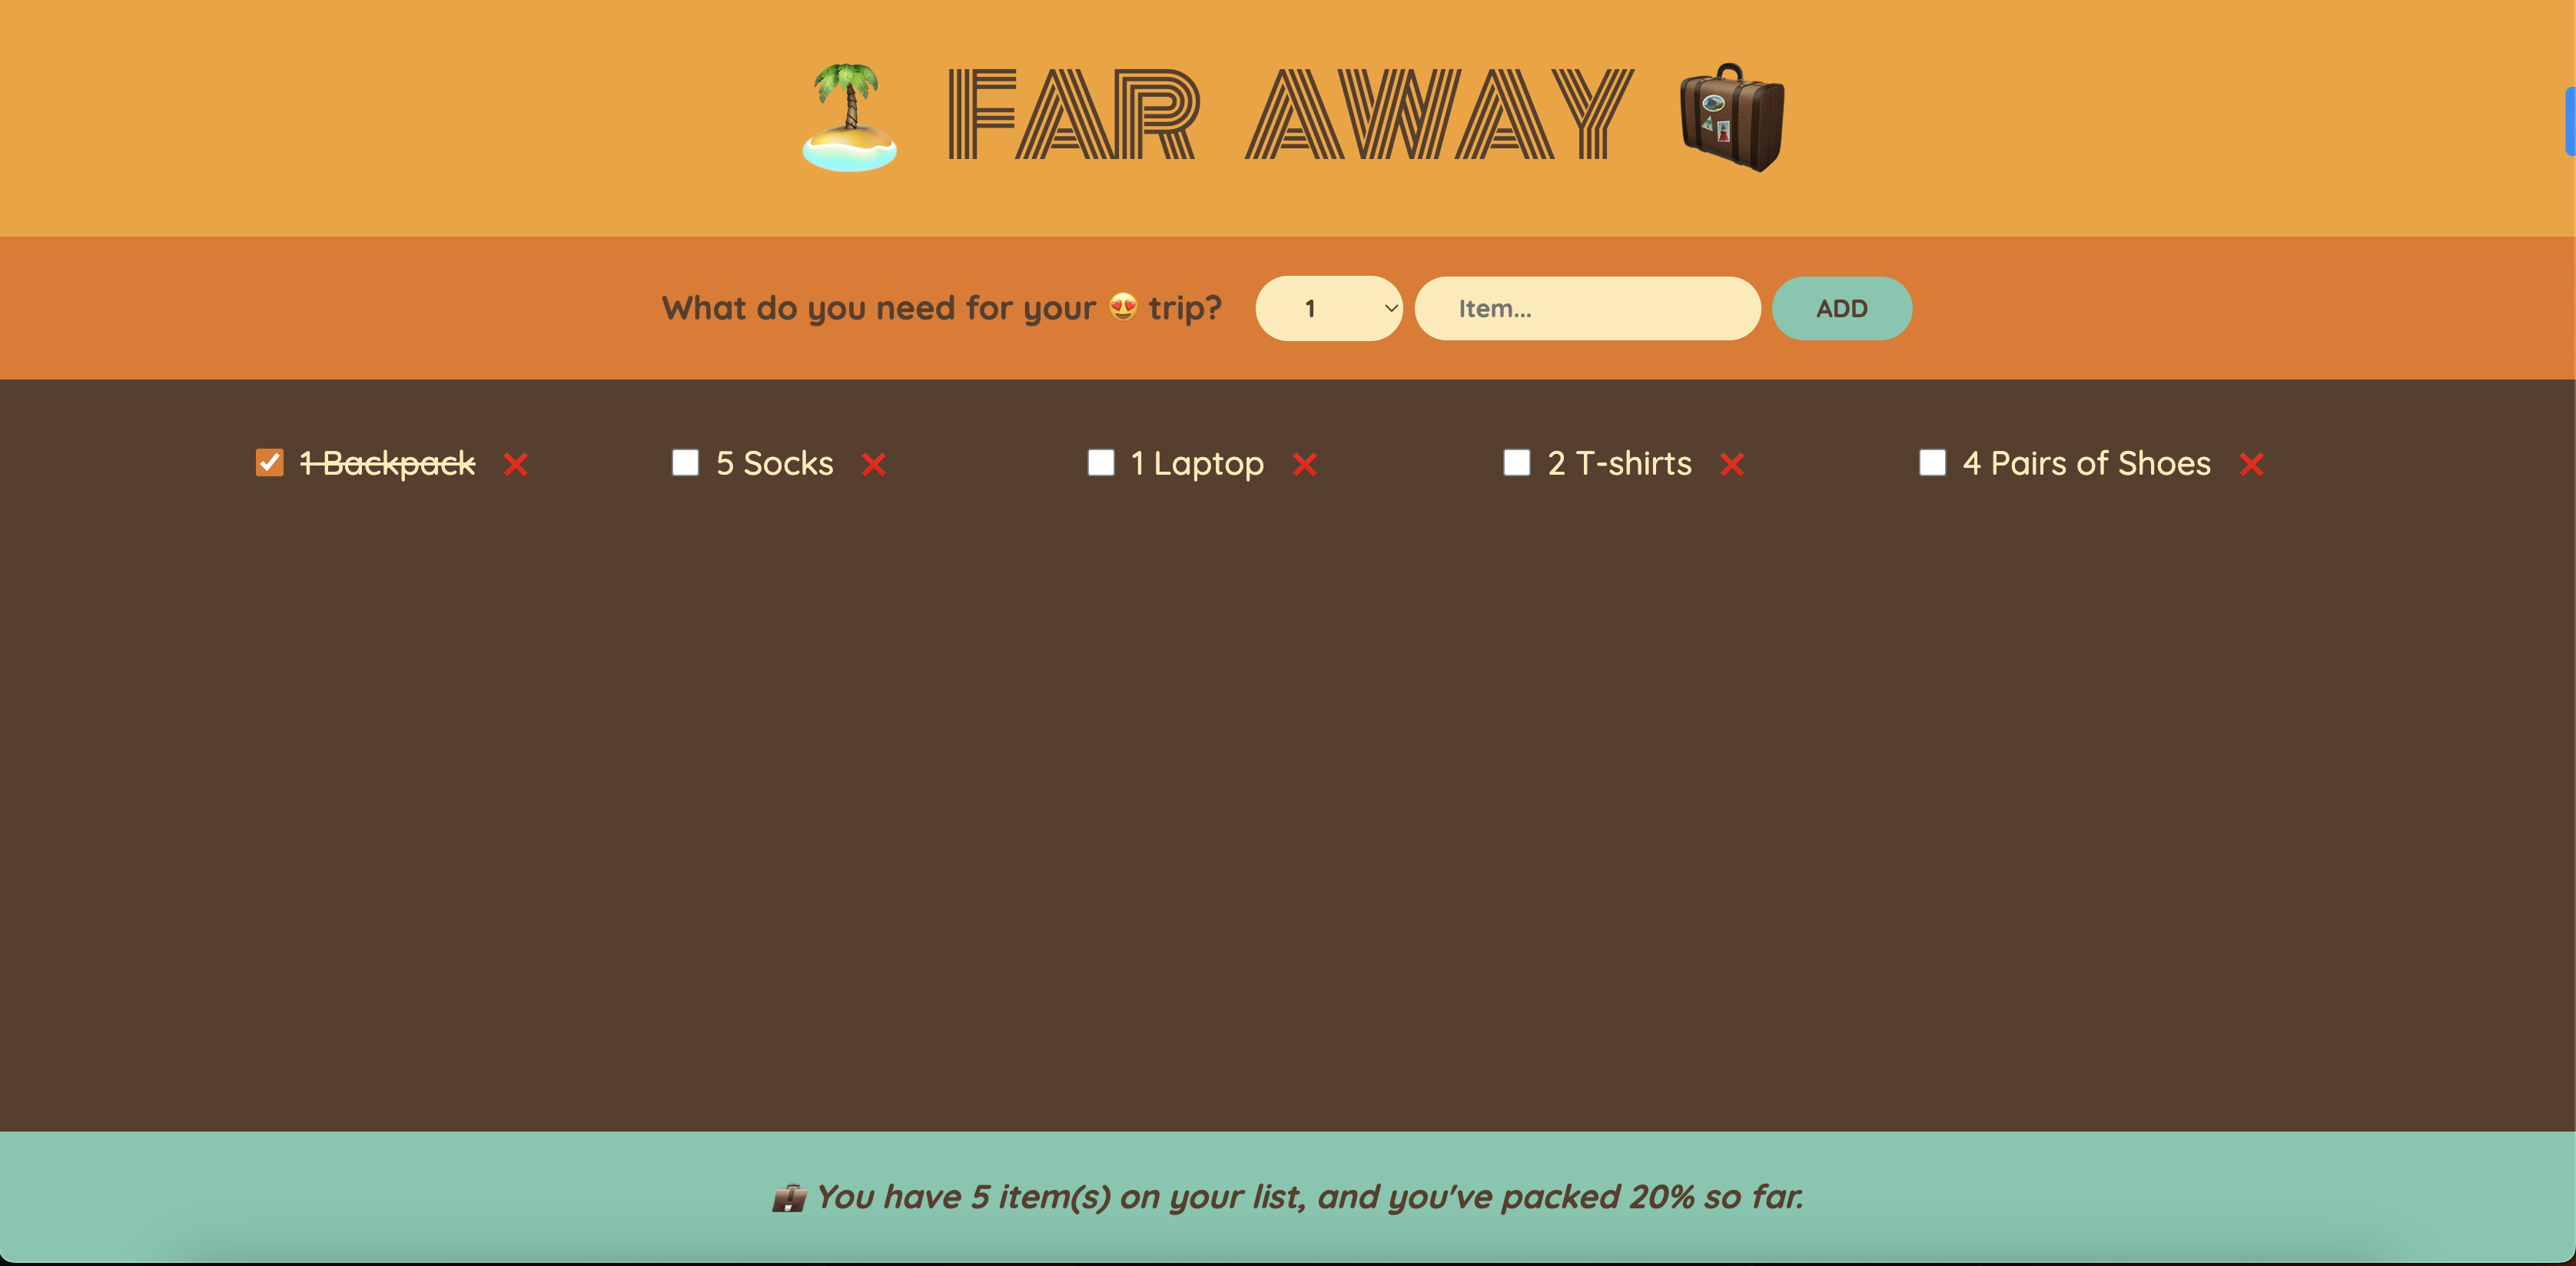 FAR AWAY
What do you need for your 😍 trip? 1 Item... ADD
1 Backpack ❌ 5 Socks ❌ 1 Laptop ❌ 2 T-shirts ❌ 4 Pairs of Shoes ❌
You have 5 item(s) on your list, and you've packed 20% so far.